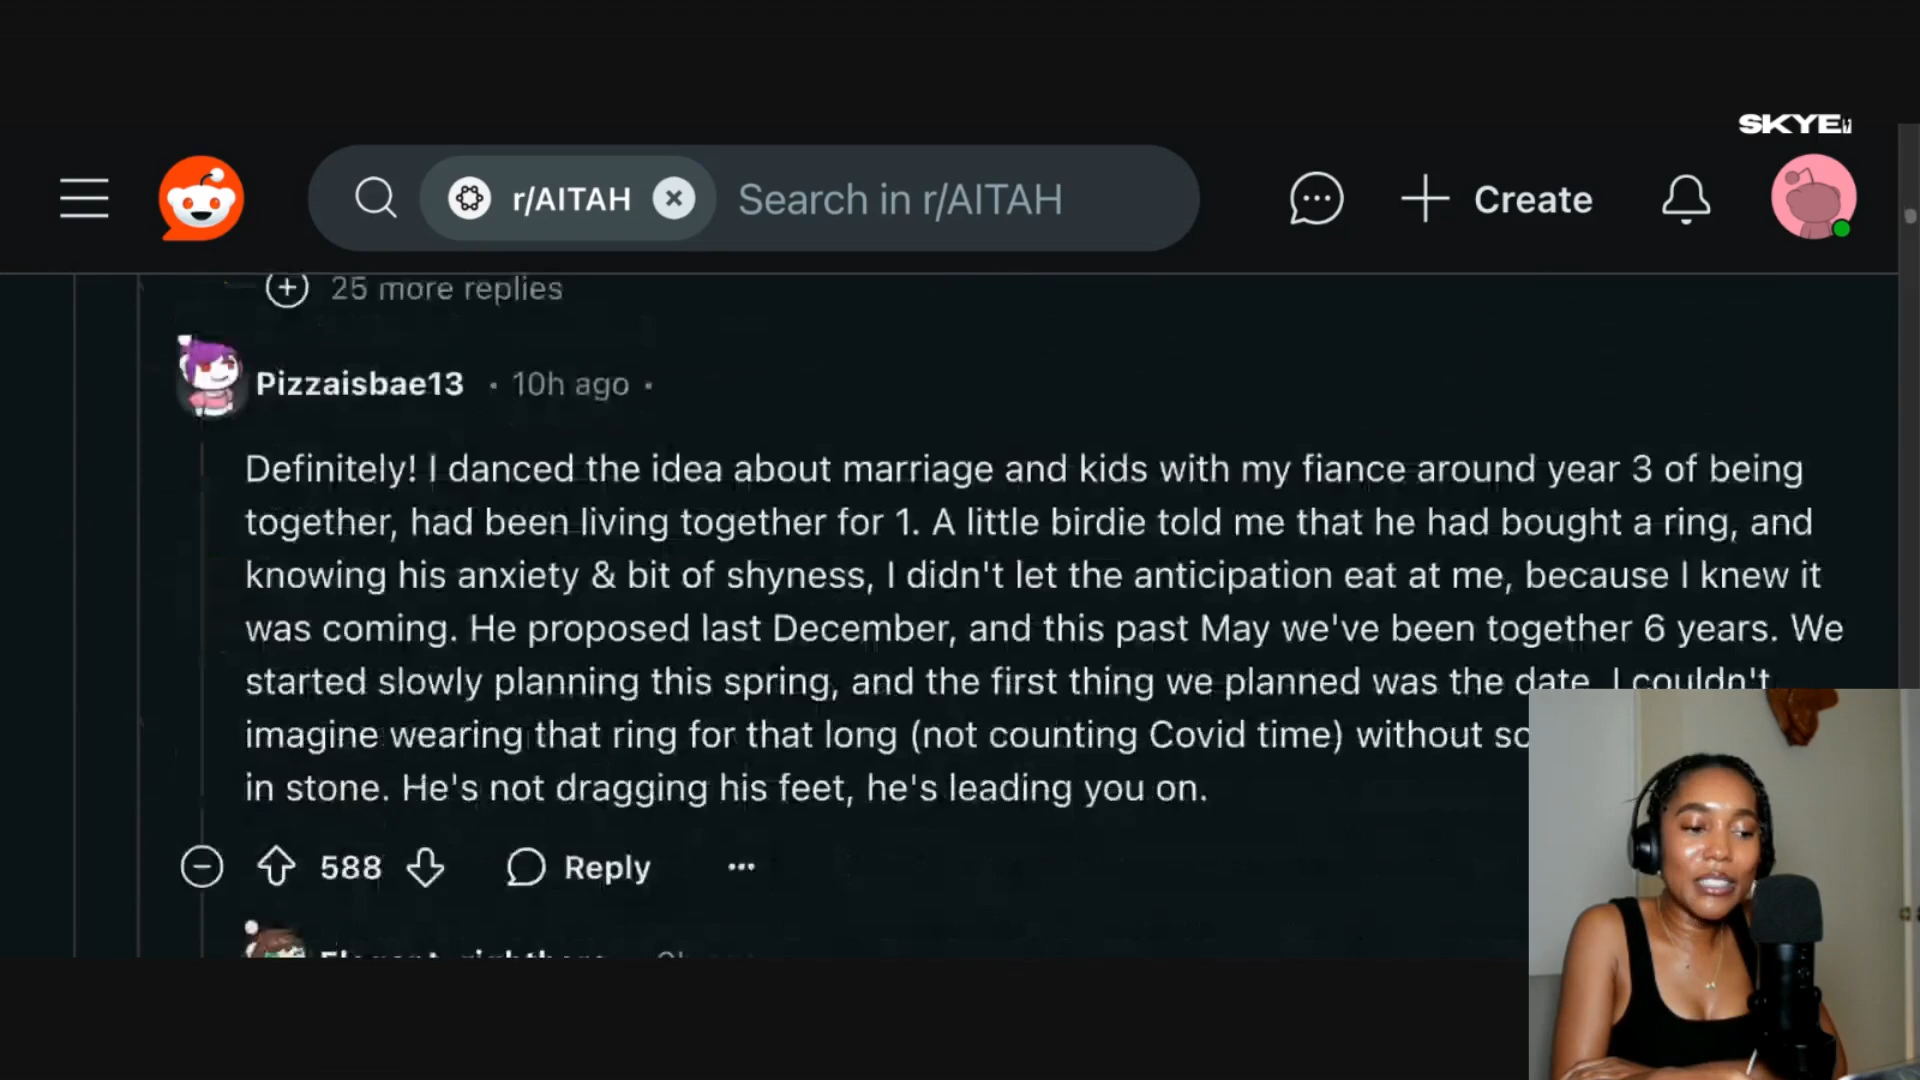 SKYE
r/AITAH Search in r/AITAH
Create
25 more replies
Pizzaisbae13 · 10h ago ·
Definitely! I danced the idea about marriage and kids with my fiance around year 3 of being
together, had been living together for 1. A little birdie told me that he had bought a ring, and
knowing his anxiety & bit of shyness, I didn't let the anticipation eat at me, because I knew it
was coming. He proposed last December, and this past May we've been together 6 years. We
started slowly planning this spring, and the first thing we planned was the date. I couldn't
imagine wearing that ring for that long (not counting Covid time) without
in stone. He's not dragging his feet, he's leading you on.
588
Reply